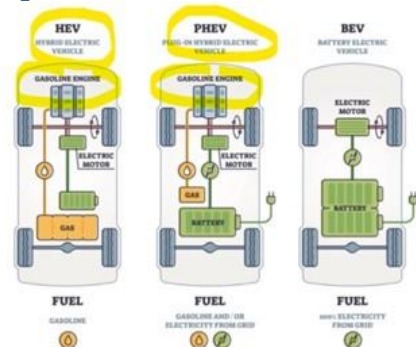 HEV
HYBRID ELECTRIC
VEHICLE
GASOLINE ENGINE
ELECTRIC
MOTOR
GAS
FUEL
GASOLINE
PHEV
PLUG-IN HYBRID ELECTRIC
VEHICLE
GASOLINE ENGINE
ELECTRIC
MOTOR
GAS
BATTERY
FUEL
GASOLINE AND / OR
ELECTRICITY FROM GRID
BEV
BATTERY ELECTRIC
VEHICLE
ELECTRIC
MOTOR
BATTERY
FUEL
100% ELECTRICITY
FROM GRID